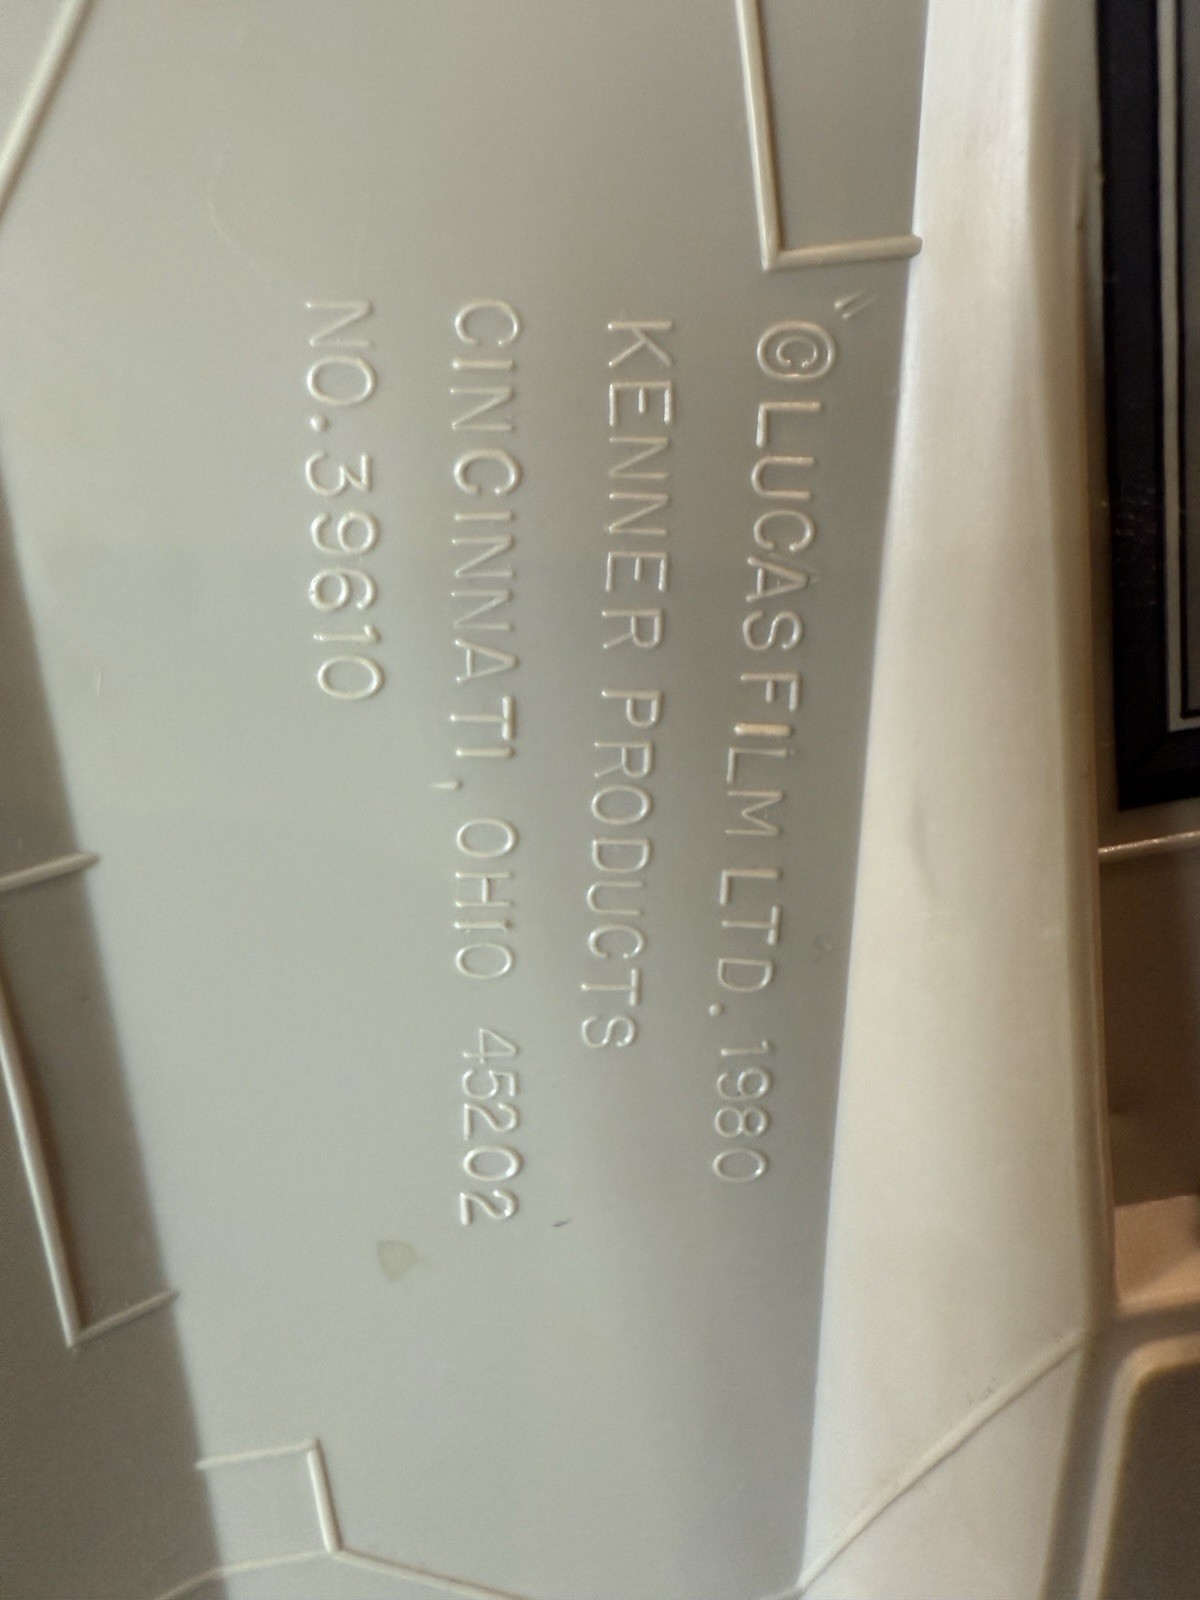 ©LUCASFILM LTD. 1980
KENNER PRODUCTS
CINCINNATI, OHIO 45202
NO. 39610